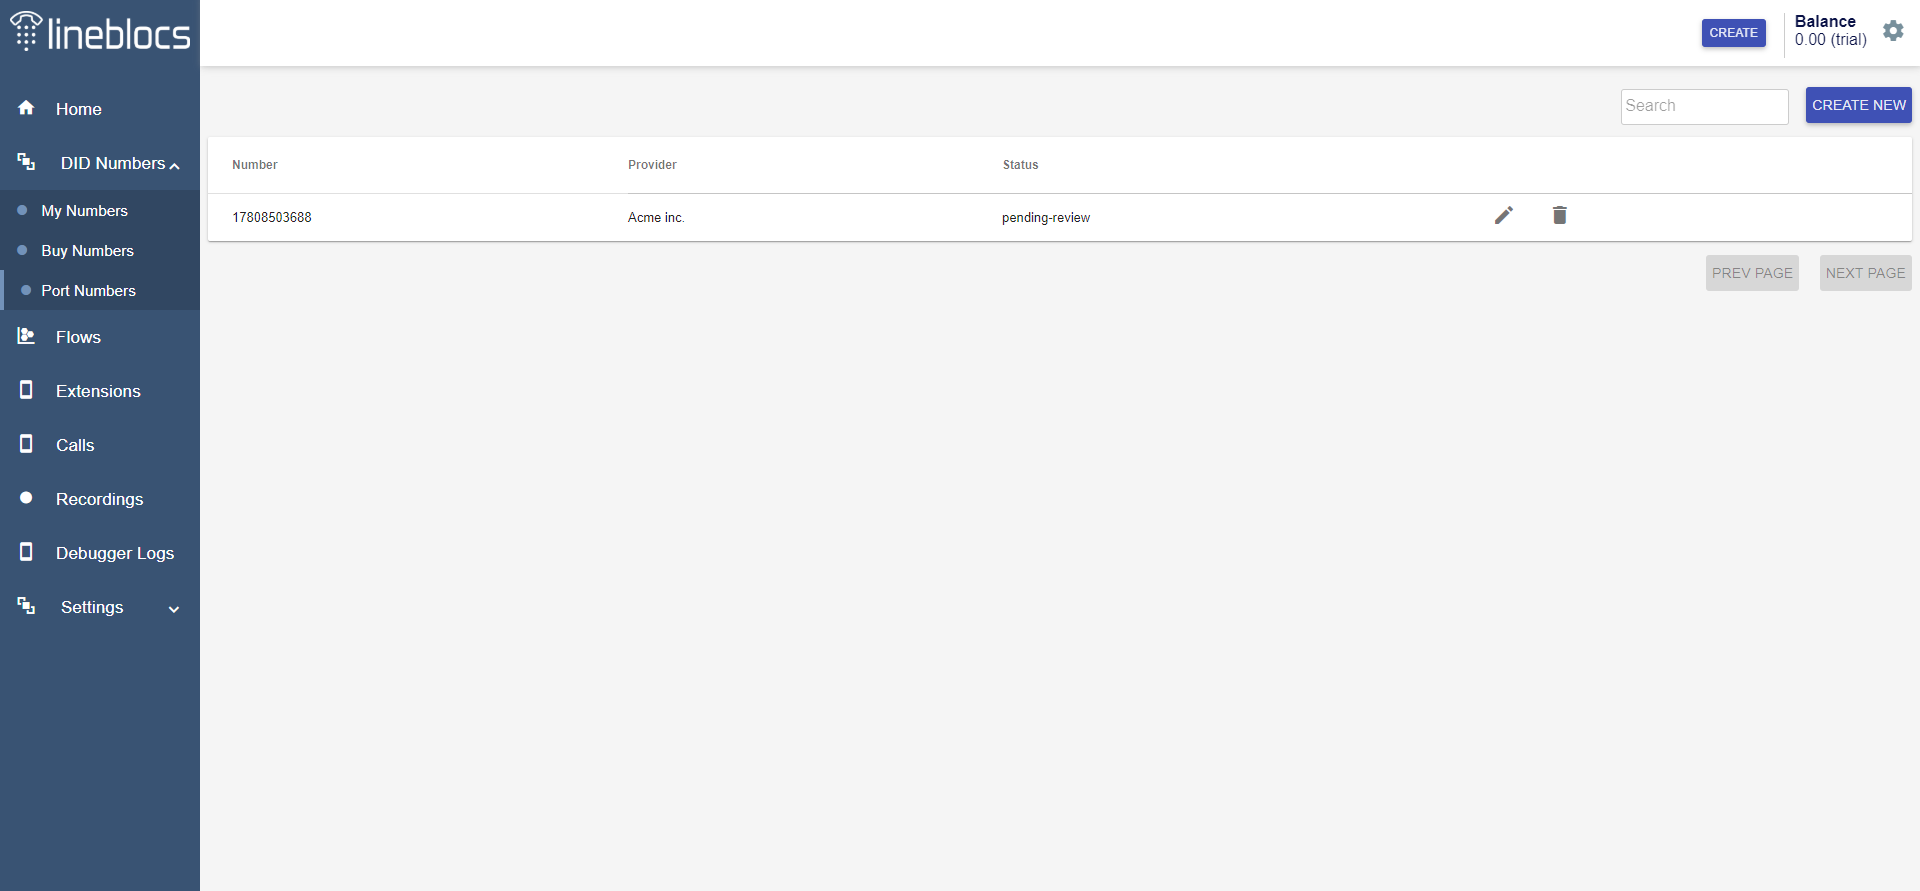 lineblocs
CREATE
Balance
0.00 (trial)
Home
DID Numbers
My Numbers
Buy Numbers
Port Numbers
Flows
Extensions
Calls
Recordings
Debugger Logs
Settings
Search
CREATE NEW
Number Provider Status
17808503688 Acme inc. pending-review
PREV PAGE NEXT PAGE